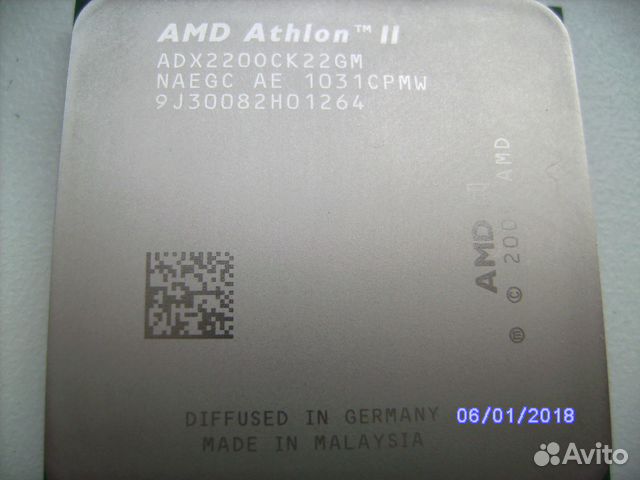 AMD Athlon™ II
ADX220OCK22GM
NAEGC AE 1031CPMW
9J30082H01264
AMD
© 200 AMD
DIFFUSED IN GERMANY
MADE IN MALAYSIA
06/01/2018
Avito